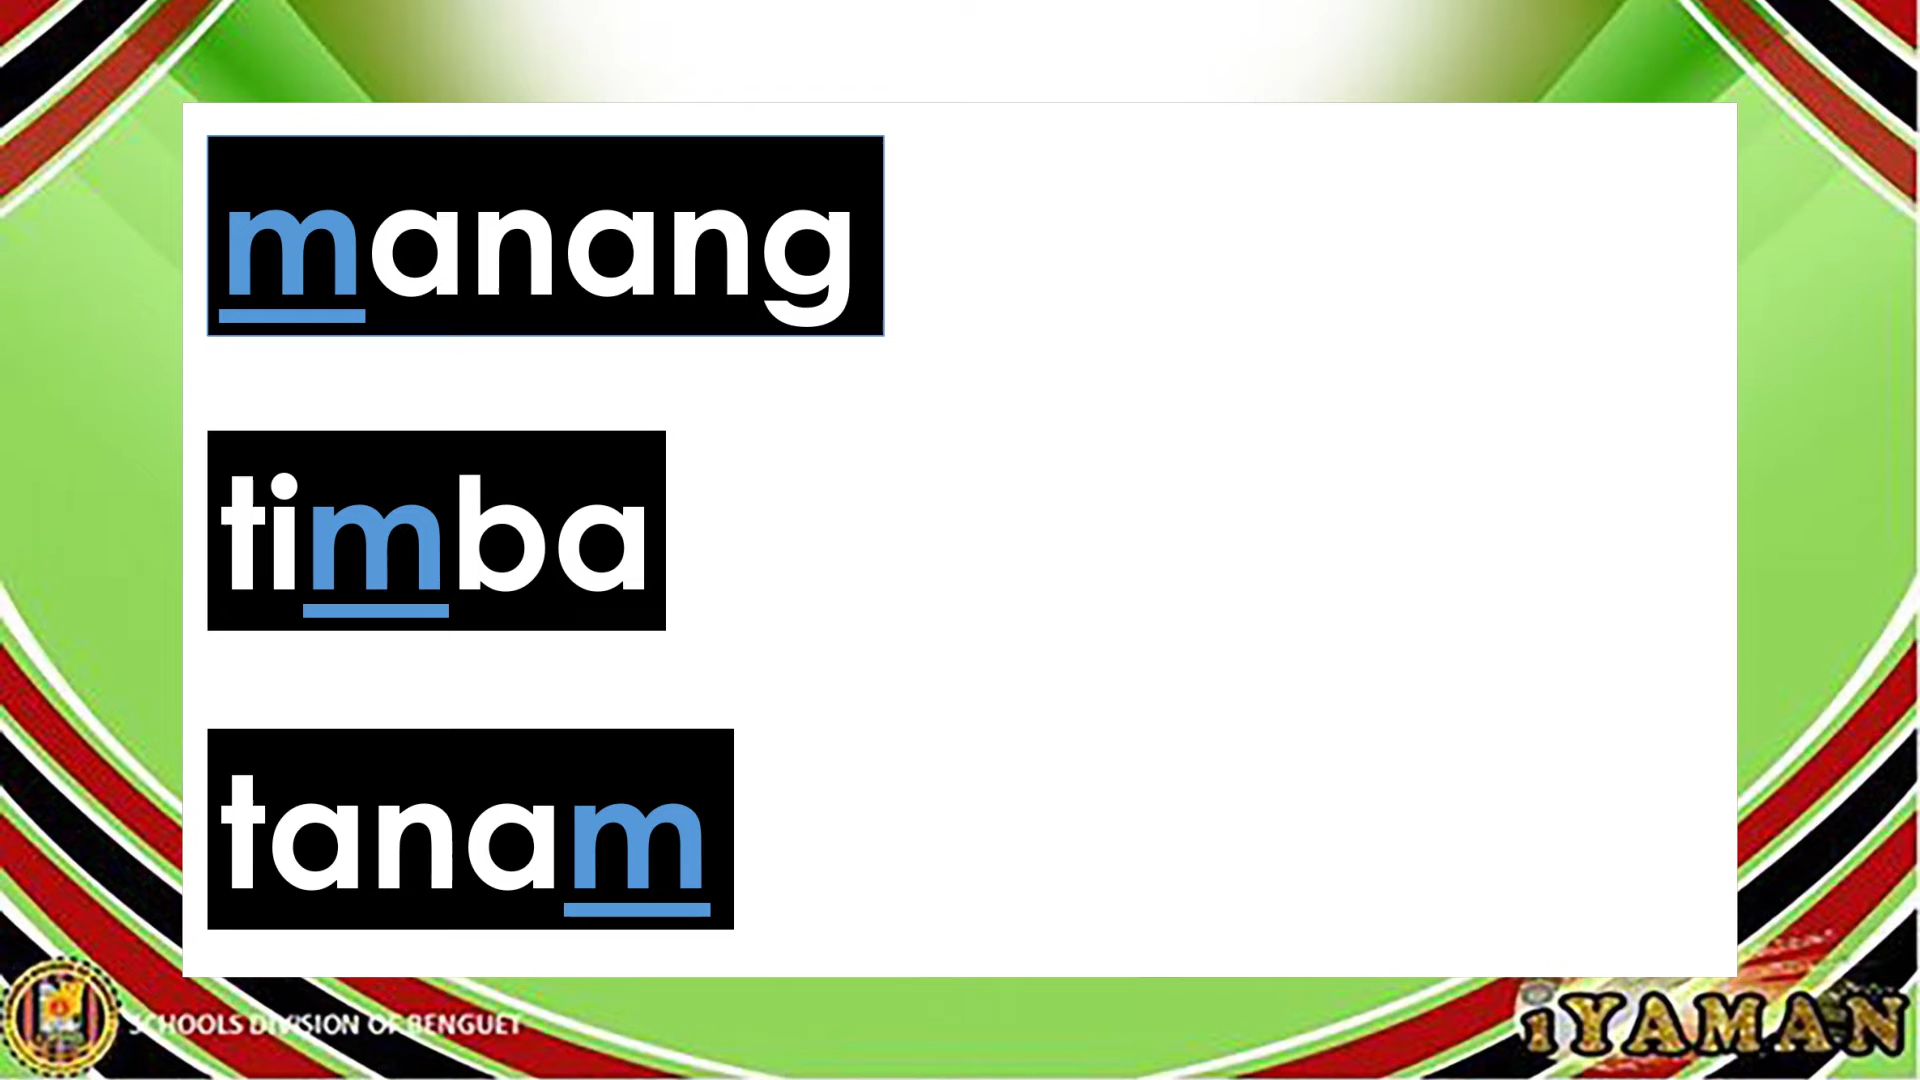 manang
timba
tanam
SCHOOLS DIVISION OF BENGUET
iYAMAN